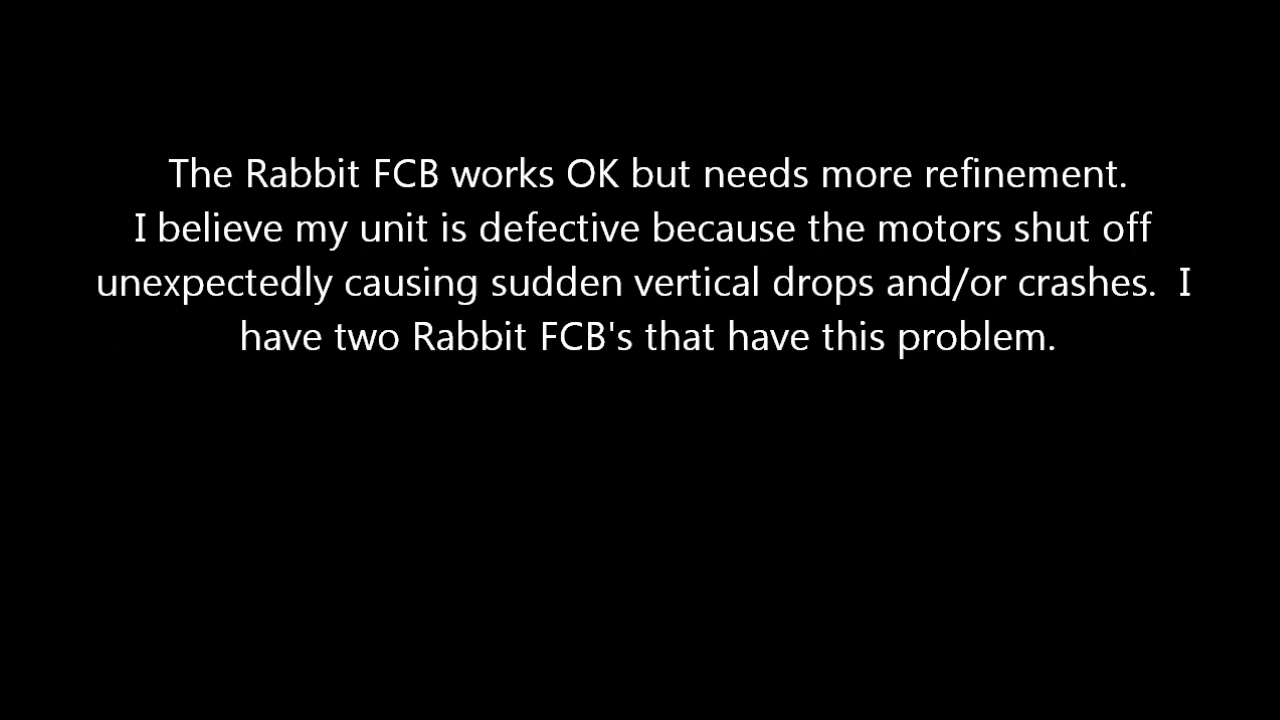 The Rabbit FCB works OK but needs more refinement.
I believe my unit is defective because the motors shut off
unexpectedly causing sudden vertical drops and/or crashes.  I
have two Rabbit FCB's that have this problem.